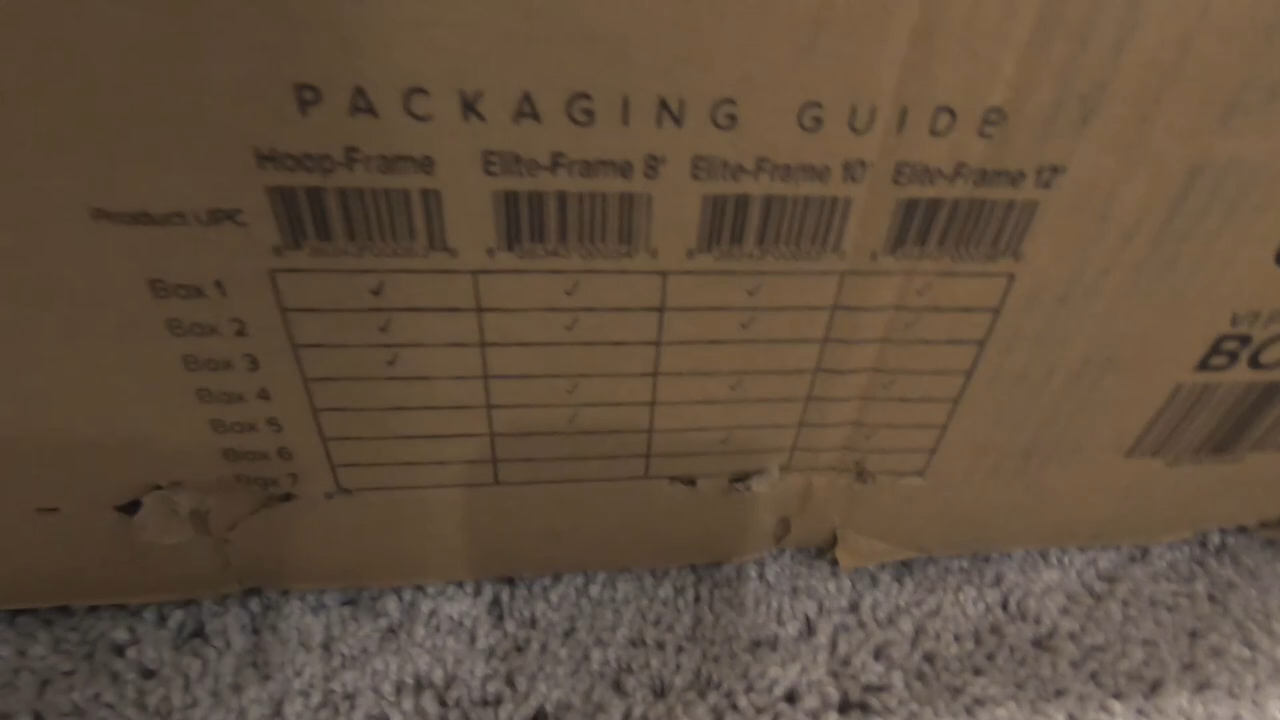 PACKAGING GUIDe
Hoop-Frame Elite-Frame 8' Elite-Frame 10' Elite-Frame 12'
Product UPC
Box 1 ✓ ✓ ✓ ✓
Box 2 ✓ ✓ ✓ ✓
Box 3 ✓
Box 4 ✓ ✓ ✓
Box 5 ✓
Box 6 ✓ ✓
Box 7
BO